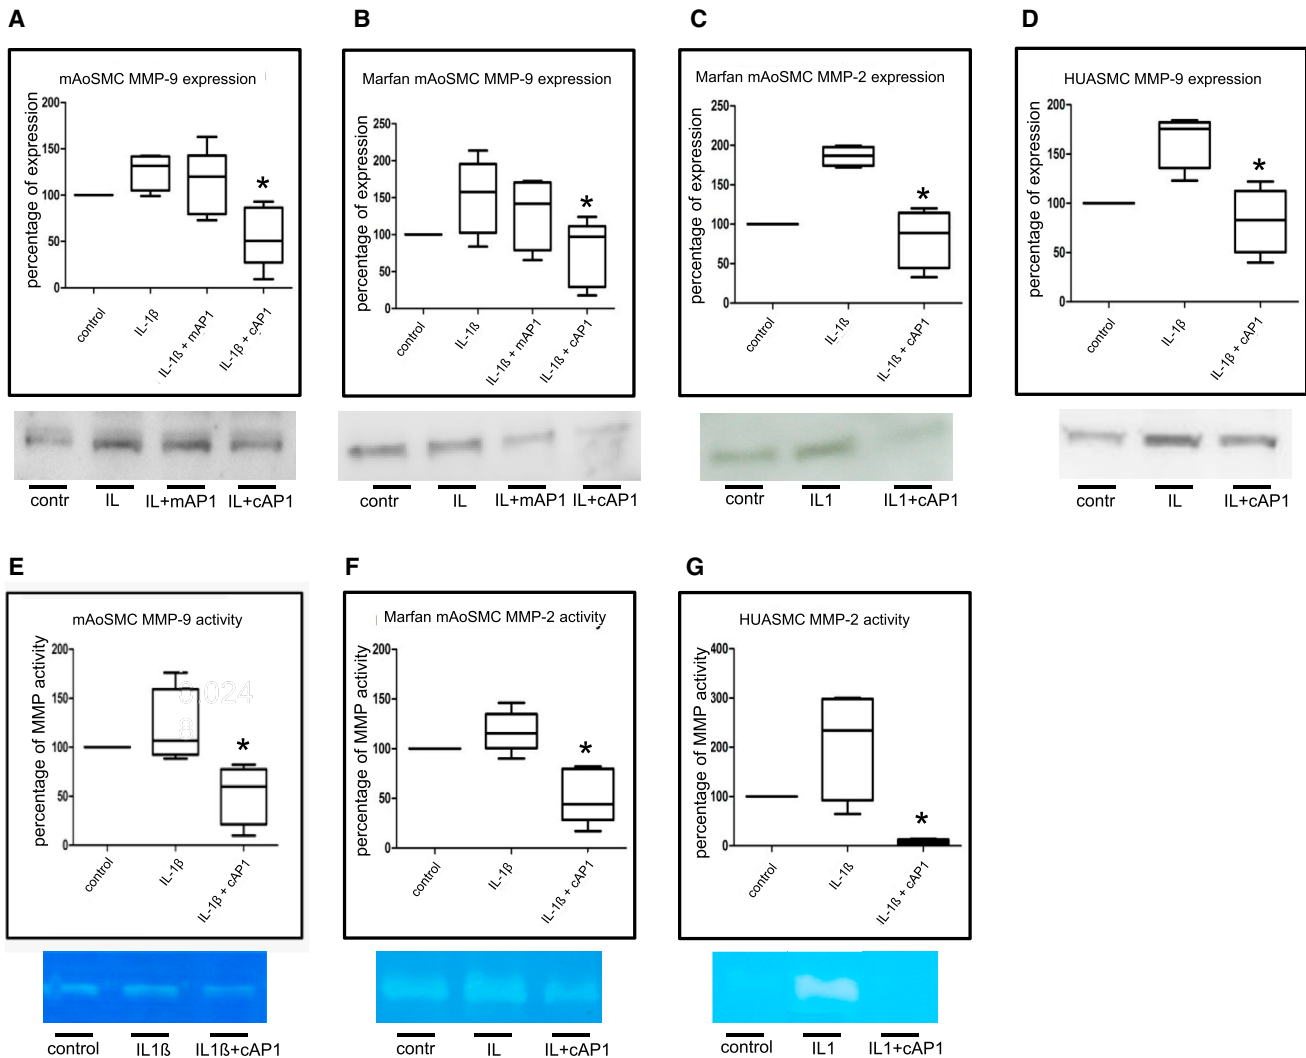 A
B
C
D
mAoSMC MMP-9 expression
percentage of expression
200
150
100
50
0
control
IL-1β
IL-1ß + mAP1
IL-1β + cAP1
*
contr
IL
IL+mAP1
IL+cAP1
Marfan mAoSMC MMP-9 expression
percentage of expression
250
200
150
100
50
0
control
IL-1ß
IL-1ß + mAP1
IL-1ß + cAP1
*
contr
IL
IL+mAP1
IL+cAP1
Marfan mAoSMC MMP-2 expression
percentage of expression
250
200
150
100
50
0
control
IL-1ß
IL-1ß + cAP1
*
contr
IL1
IL1+cAP1
HUASMC MMP-9 expression
percentage of expression
200
150
100
50
0
control
IL-1β
IL-1β + cAP1
*
contr
IL
IL+cAP1
E
F
G
mAoSMC MMP-9 activity
percentage of MMP activity
200
150
100
50
0
0.024
8
control
IL-1β
IL-1ß + cAP1
*
control
IL1ß
IL1ß+cAP1
Marfan mAoSMC MMP-2 activity
percentage of MMP activity
200
150
100
50
0
control
IL-1β
IL-1ß + cAP1
*
contr
IL
IL+cAP1
HUASMC MMP-2 activity
percentage of MMP activity
400
300
200
100
0
control
IL-1ß
IL-1ß + cAP1
*
control
IL1
IL1+cAP1